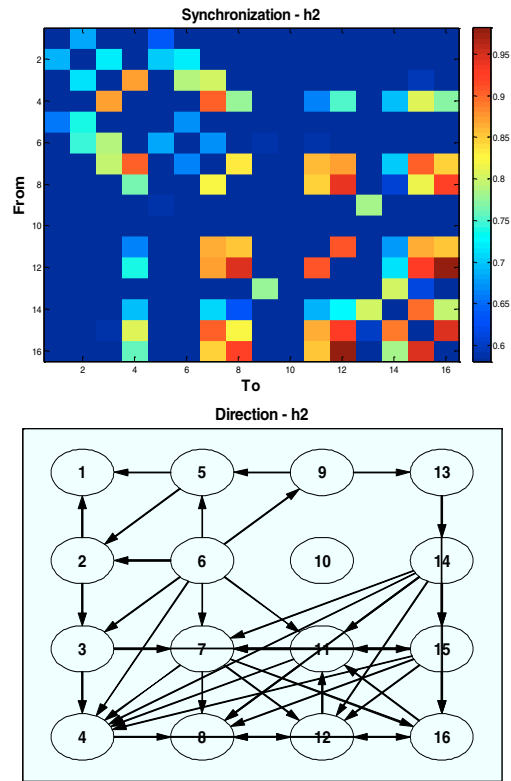 Synchronization - h2
2
4
6
8
10
12
14
16
From
2 4 6 8 10 12 14 16
To
0.95
0.9
0.85
0.8
0.75
0.7
0.65
0.6
Direction - h2
1 5 9 13
2 6 10 14
3 7 11 15
4 8 12 16